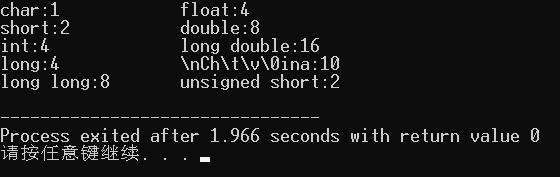 char:1 float:4
short:2 double:8
int:4 long double:16
long:4 \nCh\t\v\0ina:10
long long:8 unsigned short:2
--------------------------------
Process exited after 1.966 seconds with return value 0
请按任意键继续. . .